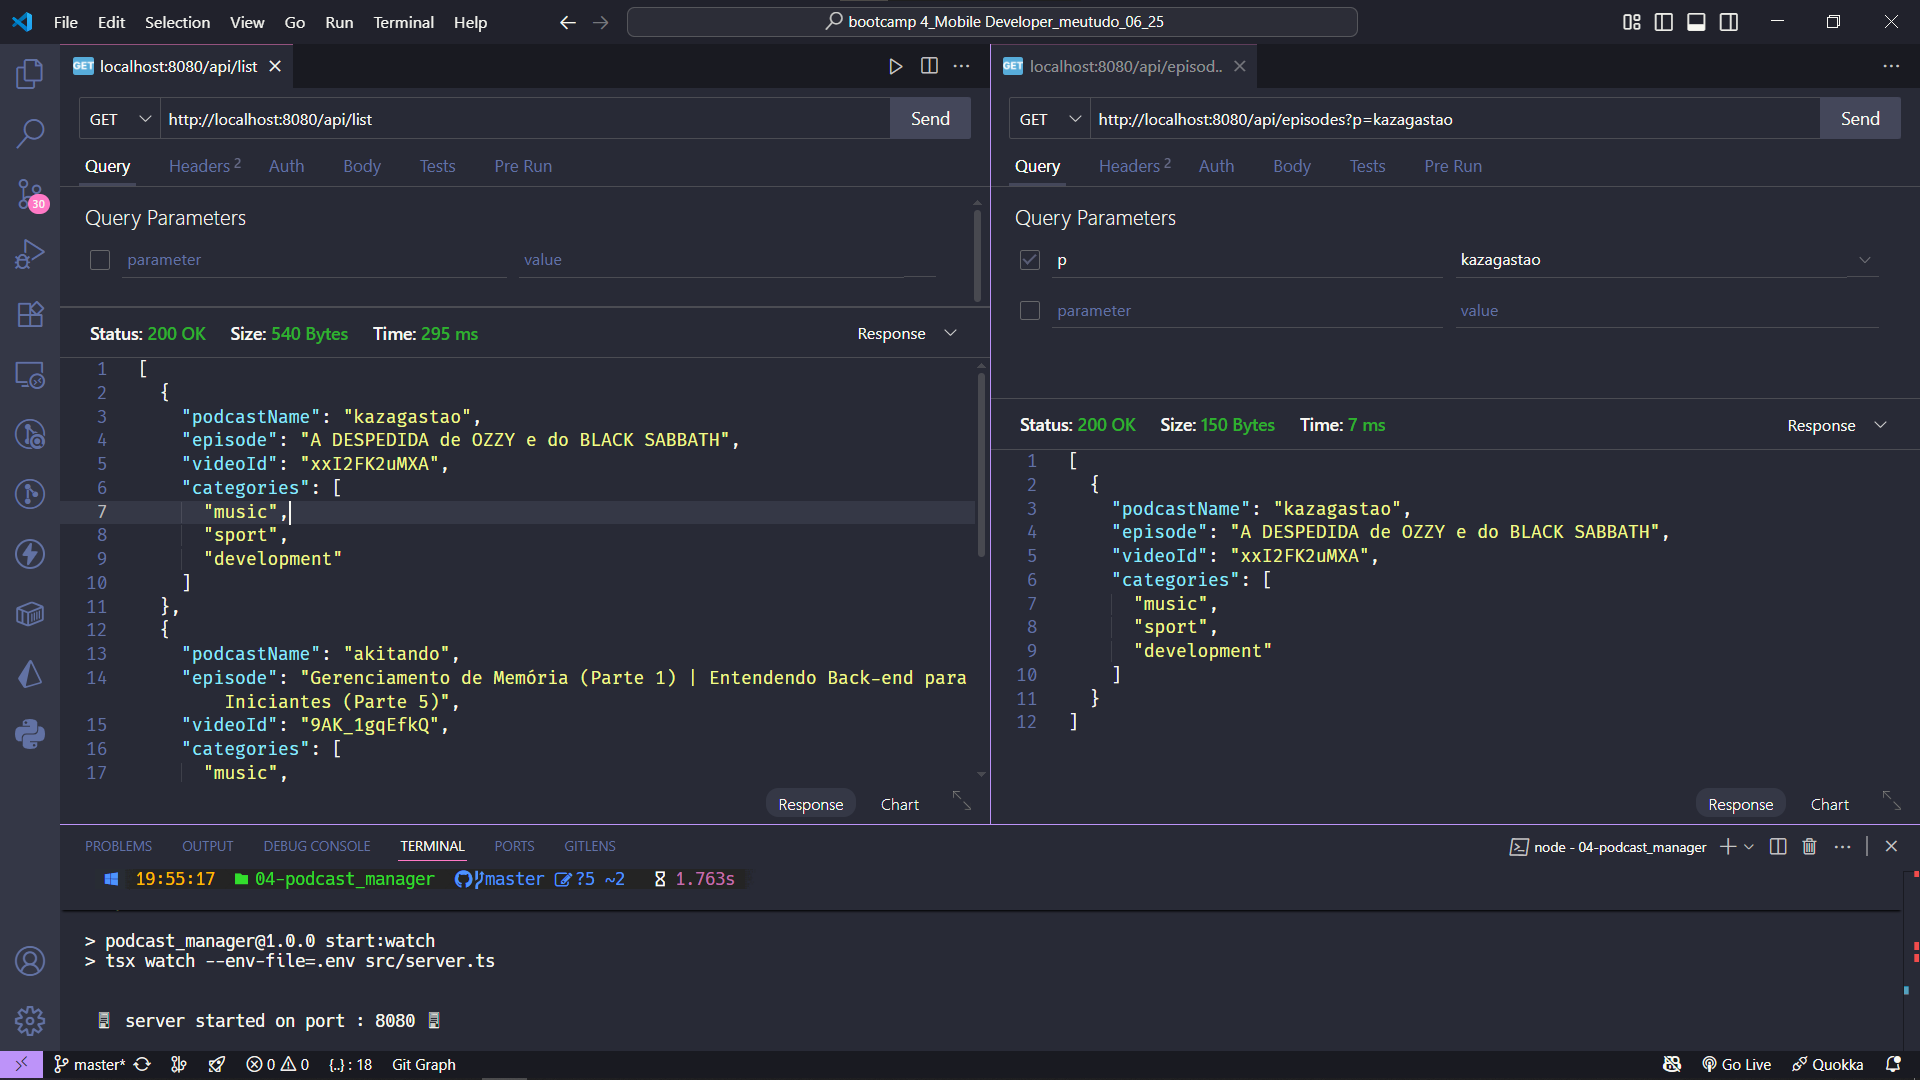 File Edit Selection View Go Run Terminal Help
bootcamp 4_Mobile Developer_meutudo_06_25
GET localhost:8080/api/list
GET http://localhost:8080/api/list Send
Query Headers 2 Auth Body Tests Pre Run
Query Parameters
parameter value
Status: 200 OK Size: 540 Bytes Time: 295 ms Response
1 [
2 {
3 "podcastName": "kazagastao",
4 "episode": "A DESPEDIDA de OZZY e do BLACK SABBATH",
5 "videoId": "xxI2FK2uMXA",
6 "categories": [
7 "music",
8 "sport",
9 "development"
10 ]
11 },
12 {
13 "podcastName": "akitando",
14 "episode": "Gerenciamento de Memória (Parte 1) | Entendendo Back-end para
Iniciantes (Parte 5)",
15 "videoId": "9AK_1gqEfkQ",
16 "categories": [
17 "music",
Response Chart
GET localhost:8080/api/episod..
GET http://localhost:8080/api/episodes?p=kazagastao Send
Query Headers 2 Auth Body Tests Pre Run
Query Parameters
p kazagastao
parameter value
Status: 200 OK Size: 150 Bytes Time: 7 ms Response
1 [
2 {
3 "podcastName": "kazagastao",
4 "episode": "A DESPEDIDA de OZZY e do BLACK SABBATH",
5 "videoId": "xxI2FK2uMXA",
6 "categories": [
7 "music",
8 "sport",
9 "development"
10 ]
11 }
12 ]
Response Chart
30
PROBLEMS OUTPUT DEBUG CONSOLE TERMINAL PORTS GITLENS
node - 04-podcast_manager
19:55:17 04-podcast_manager master ?5 ~2 1.763s
> podcast_manager@1.0.0 start:watch
> tsx watch --env-file=.env src/server.ts
server started on port : 8080
master* 0 0 {..} : 18 Git Graph
Go Live Quokka